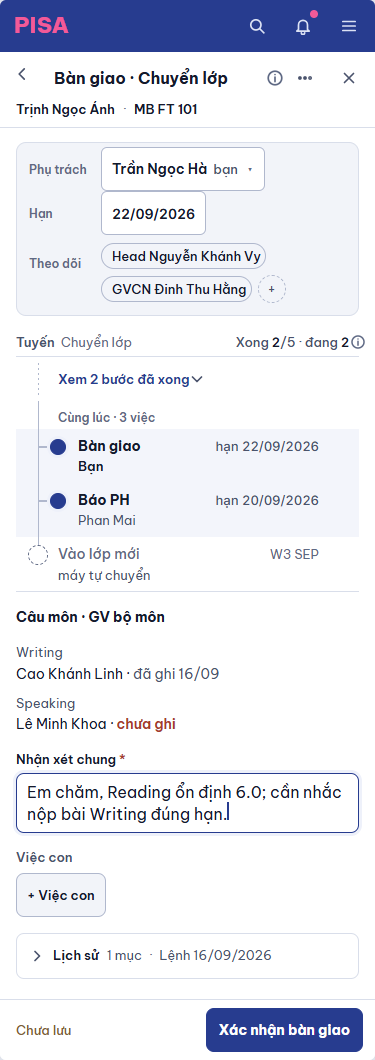 PISA
Bàn giao · Chuyển lớp
Trịnh Ngọc Ánh · MB FT 101
Phụ trách Trần Ngọc Hà bạn
Hạn 22/09/2026
Theo dõi Head Nguyễn Khánh Vy
GVCN Đinh Thu Hằng +
Tuyến Chuyển lớp Xong 2/5 · đang 2
Xem 2 bước đã xong
Cùng lúc · 3 việc
Bàn giao hạn 22/09/2026
Bạn
Báo PH hạn 20/09/2026
Phan Mai
Vào lớp mới W3 SEP
máy tự chuyển
Câu môn · GV bộ môn
Writing
Cao Khánh Linh · đã ghi 16/09
Speaking
Lê Minh Khoa · chưa ghi
Nhận xét chung *
Em chăm, Reading ổn định 6.0; cần nhắc
nộp bài Writing đúng hạn.
Việc con
+ Việc con
Lịch sử 1 mục · Lệnh 16/09/2026
Chưa lưu Xác nhận bàn giao